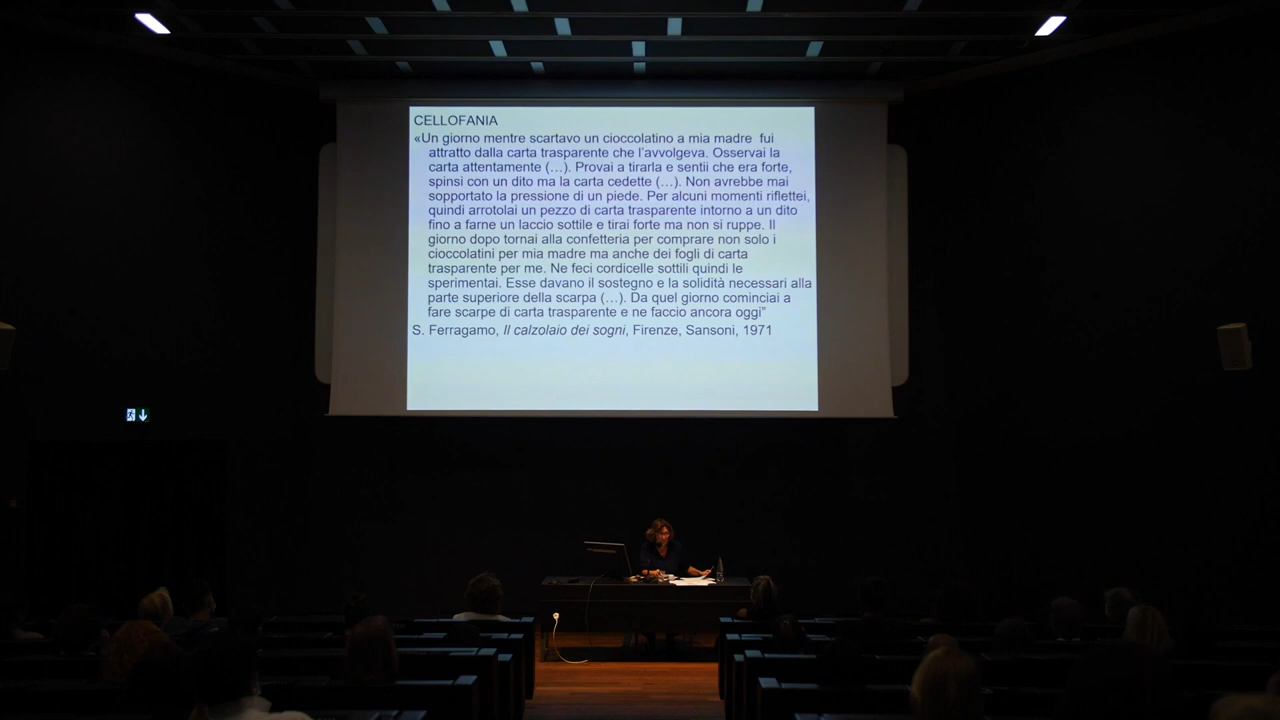 CELLOFANIA
«Un giorno mentre scartavo un cioccolatino a mia madre fui
attratto dalla carta trasparente che l'avvolgeva. Osservai la
carta attentamente (…). Provai a tirarla e sentii che era forte,
spinsi con un dito ma la carta cedette (…). Non avrebbe mai
sopportato la pressione di un piede. Per alcuni momenti riflettei,
quindi arrotolai un pezzo di carta trasparente intorno a un dito
fino a farne un laccio sottile e tirai forte ma non si ruppe. Il
giorno dopo tornai alla confetteria per comprare non solo i
cioccolatini per mia madre ma anche dei fogli di carta
trasparente per me. Ne feci cordicelle sottili quindi le
sperimentai. Esse davano il sostegno e la solidità necessari alla
parte superiore della scarpa (…). Da quel giorno cominciai a
fare scarpe di carta trasparente e ne faccio ancora oggi”
S. Ferragamo, Il calzolaio dei sogni, Firenze, Sansoni, 1971